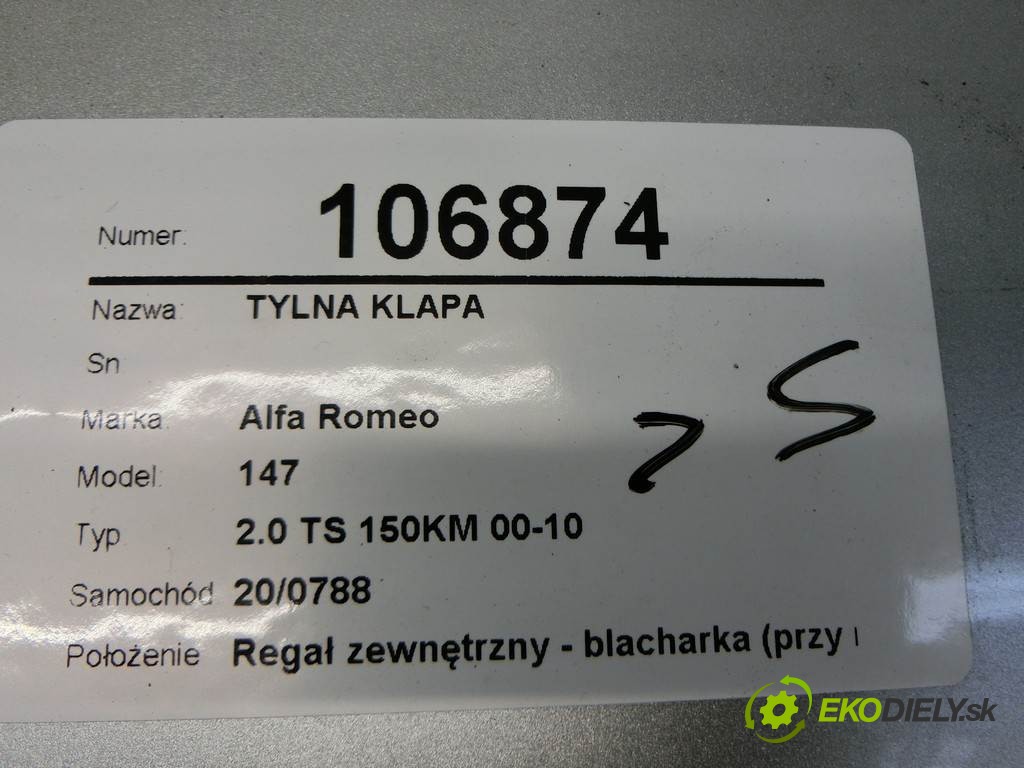 Numer: 106874
Nazwa: TYLNA KLAPA
Sn
Marka: Alfa Romeo
Model: 147
Typ 2.0 TS 150KM 00-10
Samochód 20/0788
Położenie Regał zewnętrzny - blacharka (przy
EKODIELY.sk